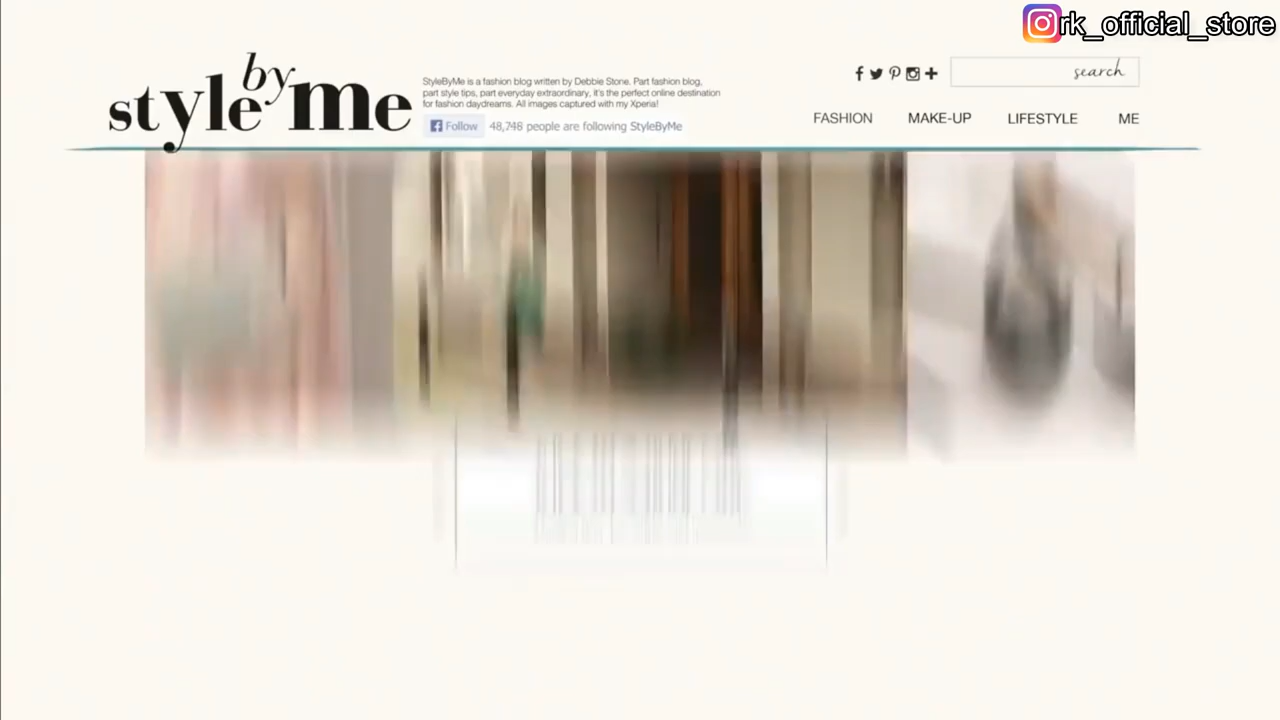 rk_official_store
style by me
StyleByMe is a fashion blog written by Debbie Stone. Part fashion blog,
part style tips, part everyday extraordinary, it's the perfect online destination
for fashion daydreams. All images captured with my Xperia!
Follow 48,748 people are following StyleByMe
search
FASHION MAKE-UP LIFESTYLE ME